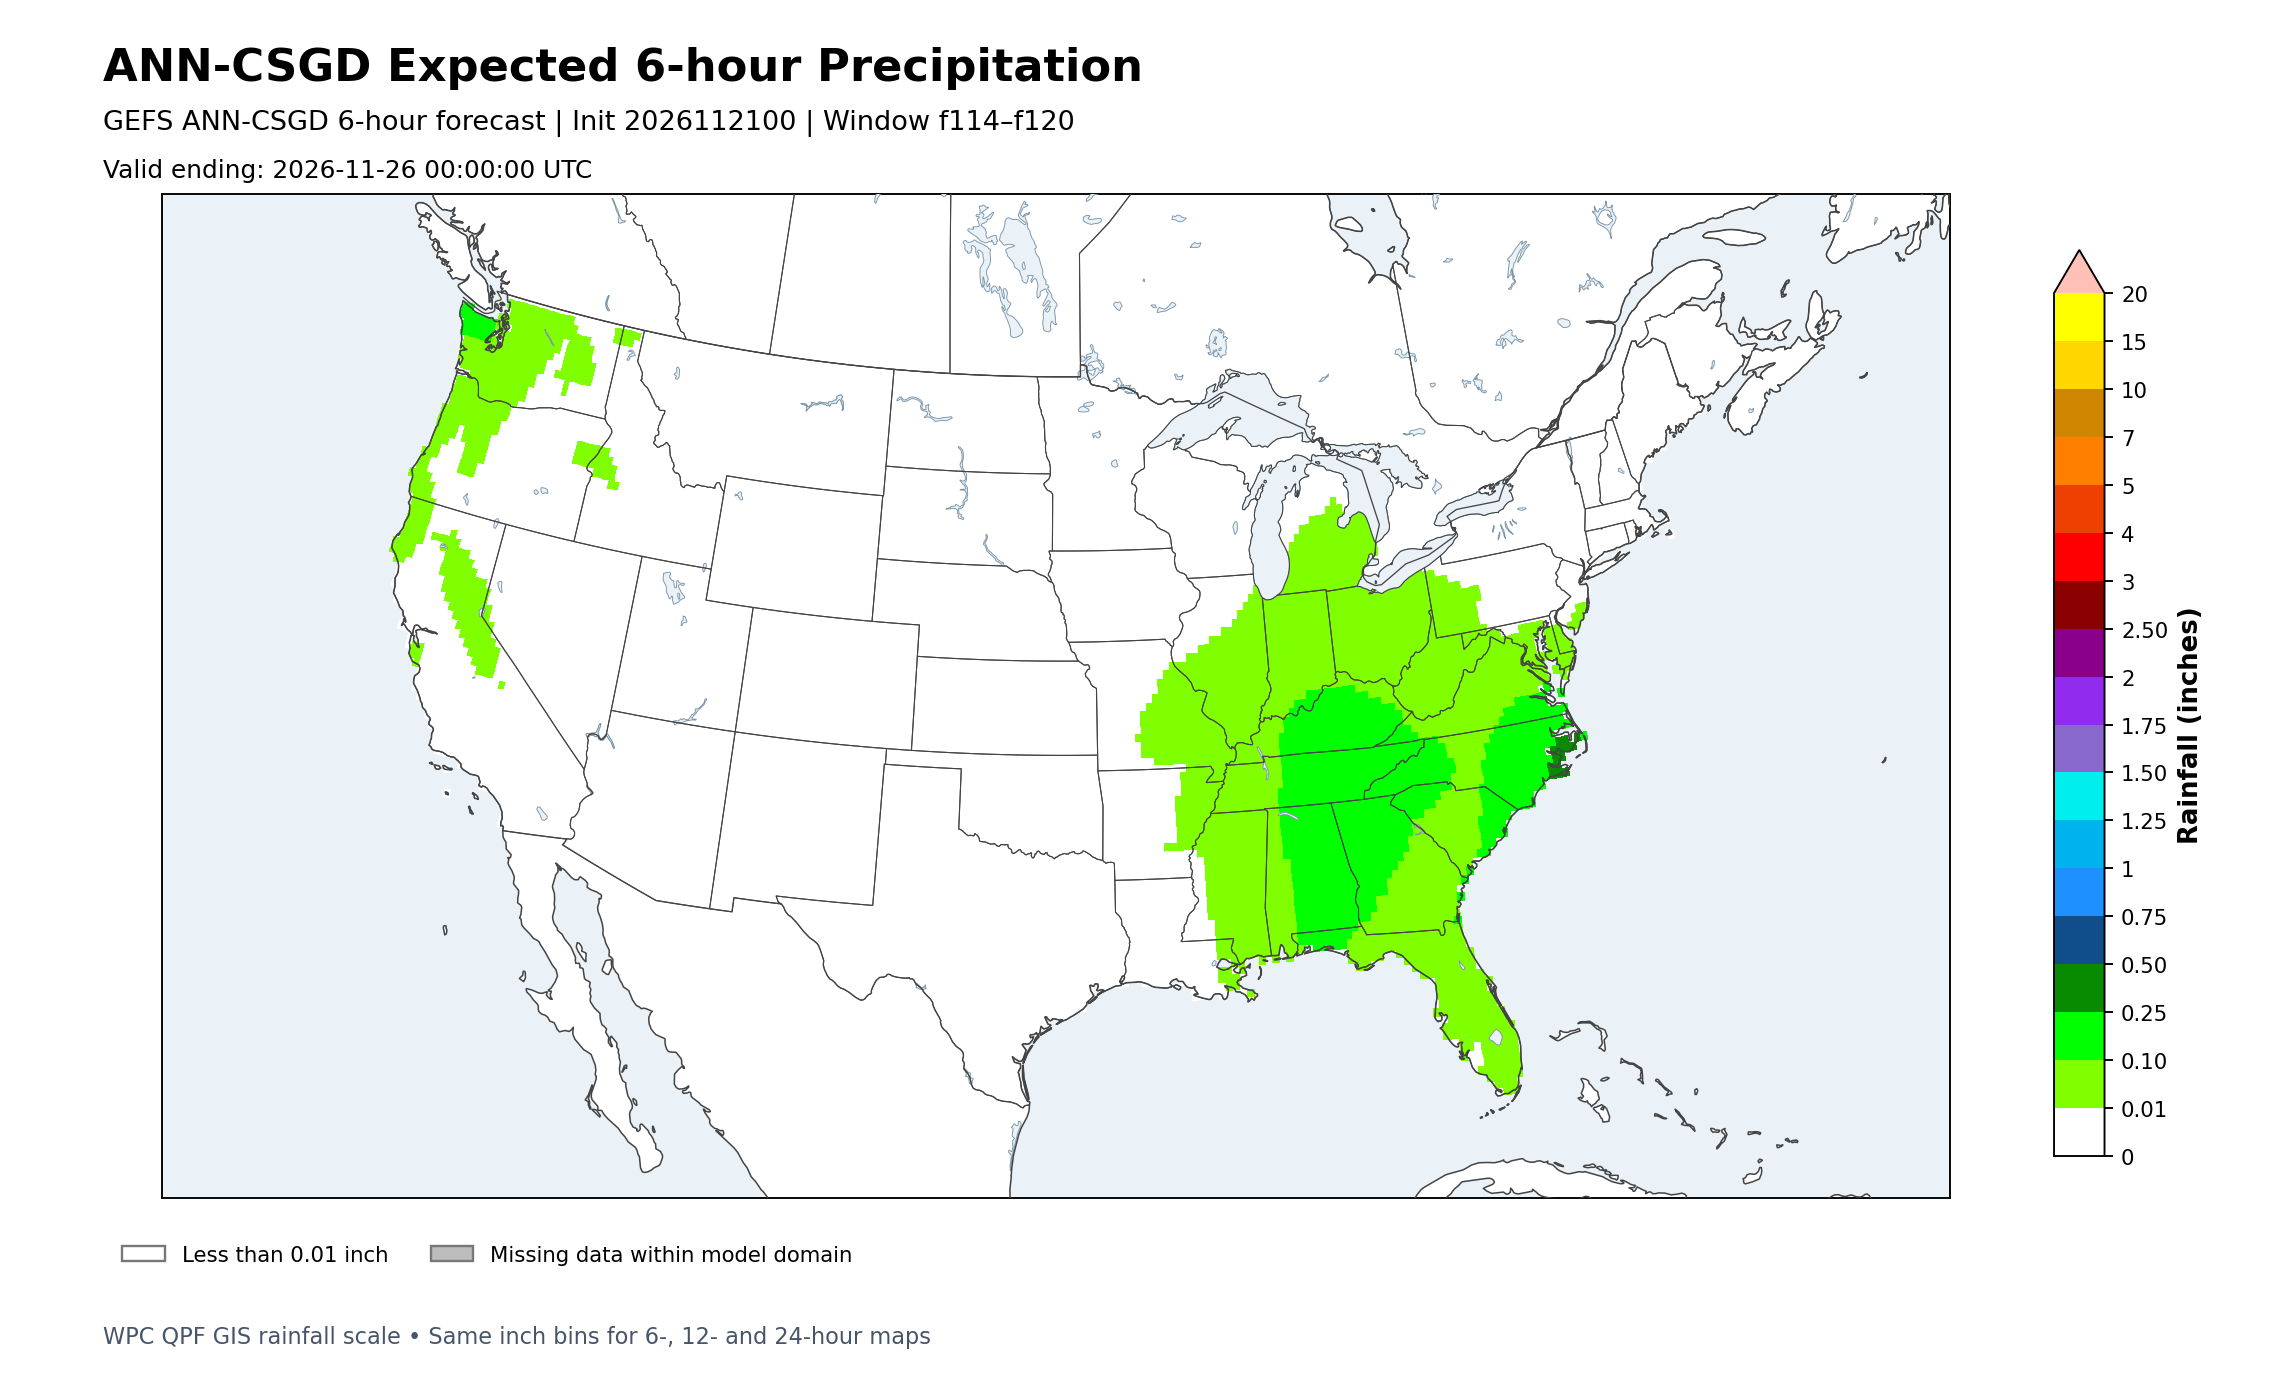 ANN-CSGD Expected 6-hour Precipitation
GEFS ANN-CSGD 6-hour forecast | Init 2026112100 | Window f114–f120
Valid ending: 2026-11-26 00:00:00 UTC
20
15
10
7
5
4
3
2.50
2
1.75
1.50
1.25
1
0.75
0.50
0.25
0.10
0.01
0
Rainfall (inches)
Less than 0.01 inch
Missing data within model domain
WPC QPF GIS rainfall scale • Same inch bins for 6-, 12- and 24-hour maps